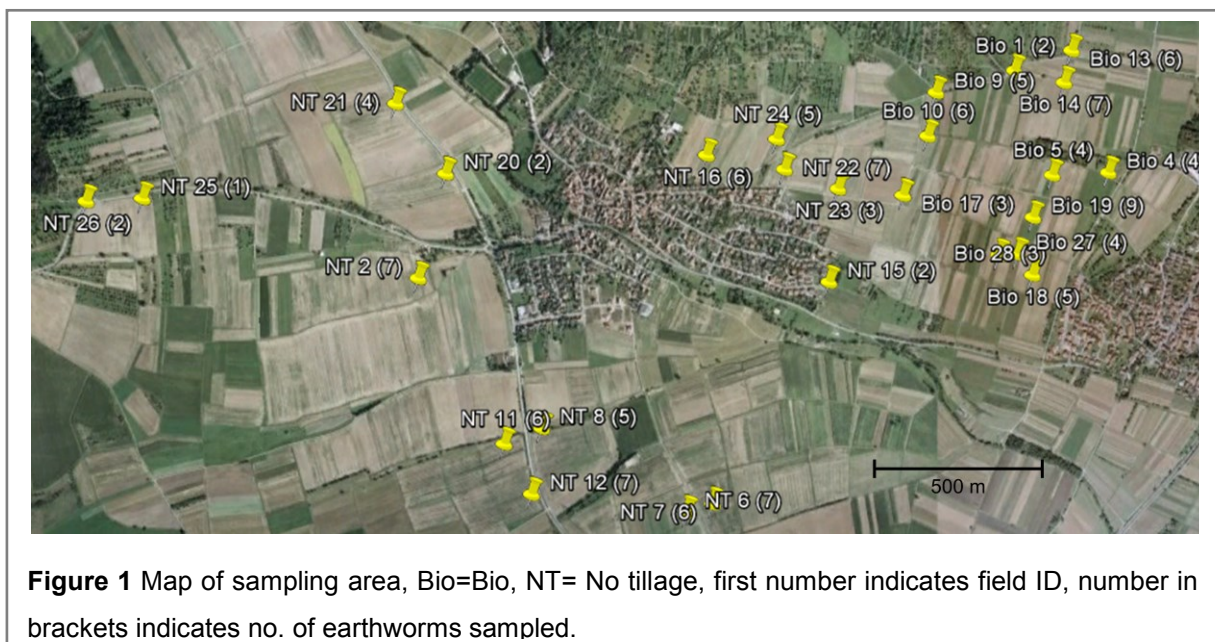 Bio 1 (2)
Bio 13 (6)
Bio 9 (5)
Bio 14 (7)
NT 21 (4)
NT 24 (5)
Bio 10 (6)
NT 20 (2)
NT 16 (6)
NT 22 (7)
Bio 5 (4)
Bio 4 (4
NT 25 (1)
NT 26 (2)
NT 23 (3)
Bio 17 (3)
Bio 19 (9)
Bio 27 (4)
Bio 28 (3)
NT 2 (7)
NT 15 (2)
Bio 18 (5)
NT 11 (6)
NT 8 (5)
NT 12 (7)
NT 7 (6)
NT 6 (7)
500 m
Figure 1 Map of sampling area, Bio=Bio, NT= No tillage, first number indicates field ID, number in
brackets indicates no. of earthworms sampled.